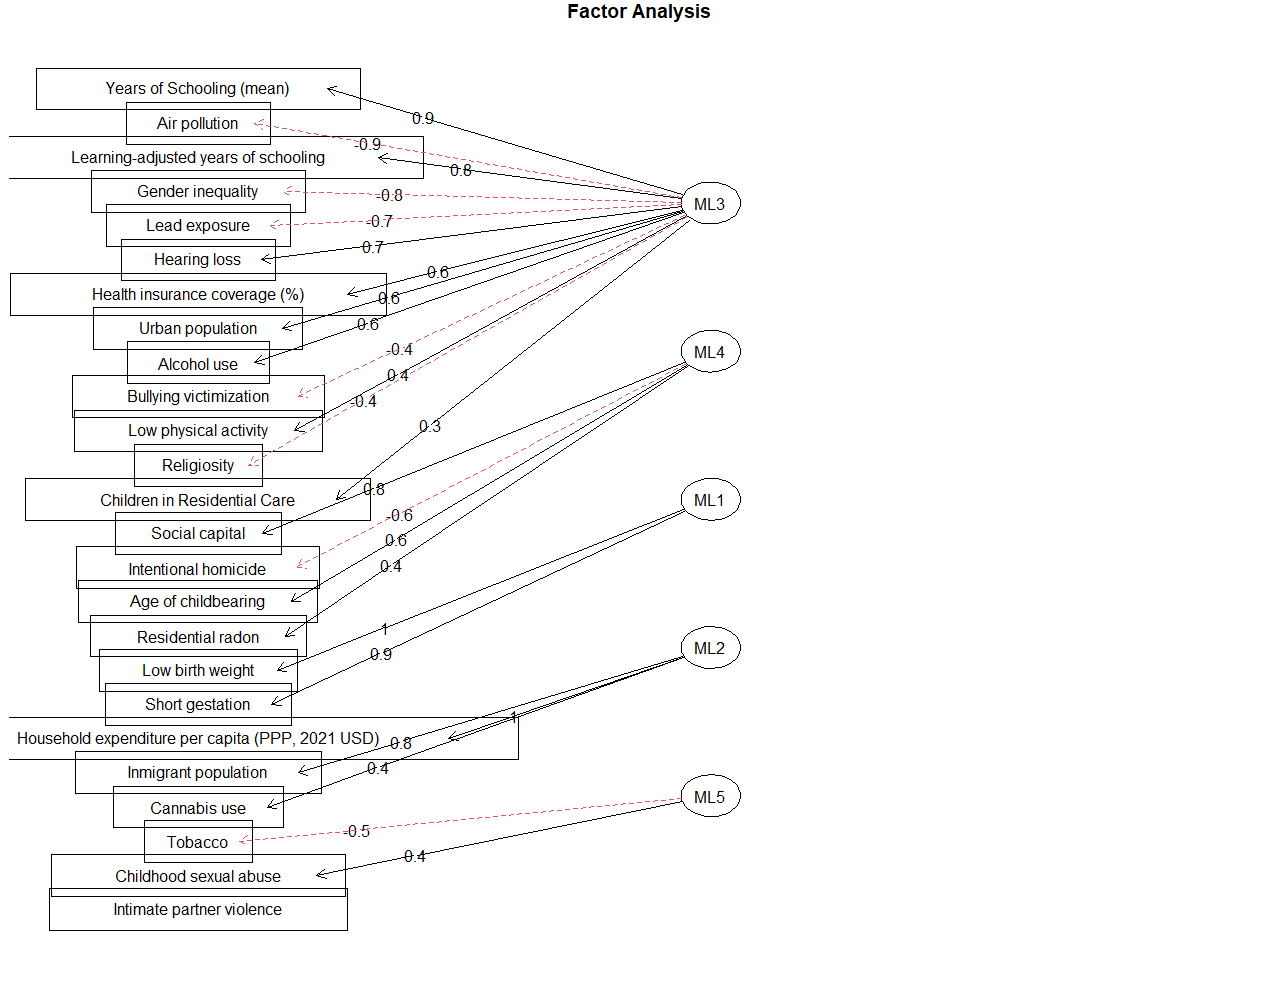 Factor Analysis
Years of Schooling (mean)
0.9
Air pollution
-0.9
Learning-adjusted years of schooling
0.8
Gender inequality
-0.8
ML3
Lead exposure
-0.7
Hearing loss
0.7
Health insurance coverage (%)
0.6
Urban population
0.6
Alcohol use
0.6
Bullying victimization
-0.4
ML4
Low physical activity
0.4
Religiosity
-0.4
Children in Residential Care
0.3
Social capital
0.8
ML1
Intentional homicide
-0.6
Age of childbearing
0.6
Residential radon
0.4
Low birth weight
1
Short gestation
0.9
ML2
Household expenditure per capita (PPP, 2021 USD)
1
Inmigrant population
0.8
Cannabis use
0.4
ML5
Tobacco
-0.5
Childhood sexual abuse
0.4
Intimate partner violence